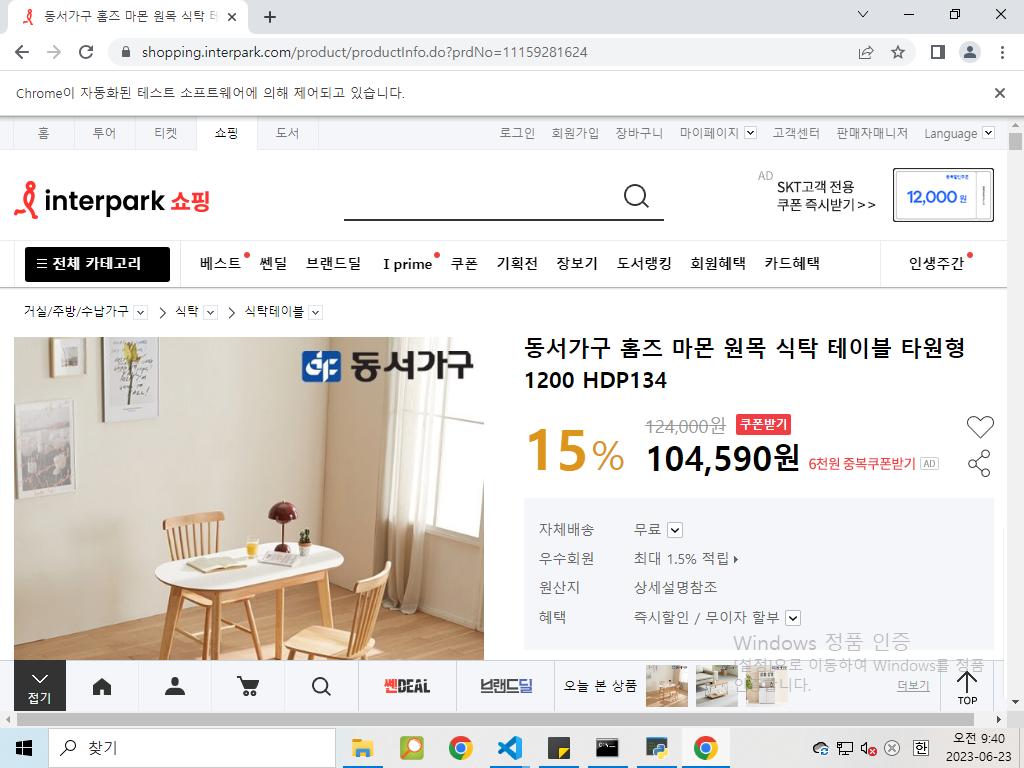 동서가구 홈즈 마몬 원목 식탁 테
shopping.interpark.com/product/productInfo.do?prdNo=11159281624
Chrome이 자동화된 테스트 소프트웨어에 의해 제어되고 있습니다.
홈 투어 티켓 쇼핑 도서 로그인 회원가입 장바구니 마이페이지 고객센터 판매자매니저 Language
interpark 쇼핑
AD SKT고객 전용
쿠폰 즉시받기>>
12,000원
전체 카테고리 베스트 쎈딜 브랜드딜 I prime 쿠폰 기획전 장보기 도서랭킹 회원혜택 카드혜택 인생주간
거실/주방/수납가구 > 식탁 > 식탁테이블
동서가구
동서가구 홈즈 마몬 원목 식탁 테이블 타원형
1200 HDP134
15% 124,000원 쿠폰받기
104,590원 6천원 중복쿠폰받기 AD
자체배송 무료
우수회원 최대 1.5% 적립
원산지 상세설명참조
혜택 즉시할인 / 무이자 할부
Windows 정품 인증
[설정]으로 이동하여 Windows를 정품
접기 쎈DEAL 브랜드딜 오늘 본 상품 더보기 TOP
찾기
오전 9:40
2023-06-23
한